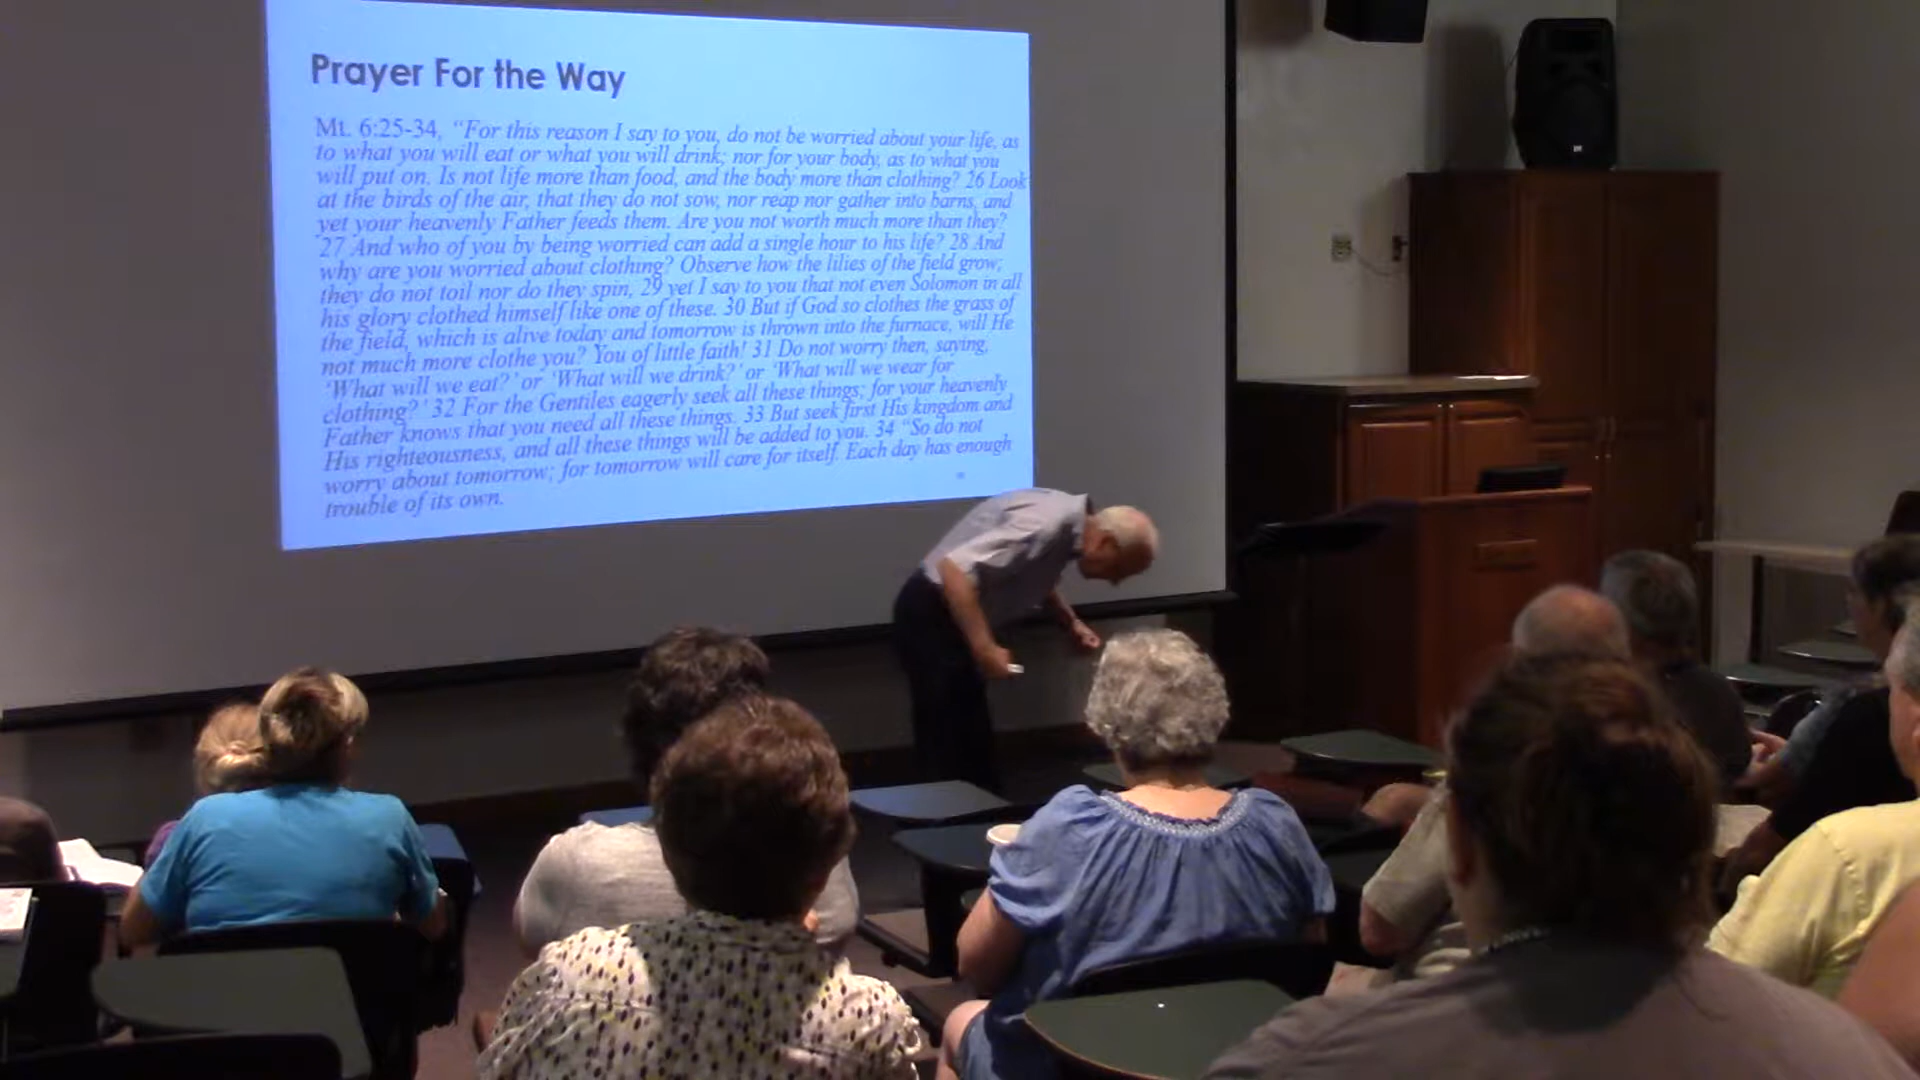 Prayer For the Way
Mt. 6:25-34, “For this reason I say to you, do not be worried about your life, as
to what you will eat or what you will drink; nor for your body, as to what you
will put on. Is not life more than food, and the body more than clothing? 26 Look
at the birds of the air, that they do not sow, nor reap nor gather into barns, and
yet your heavenly Father feeds them. Are you not worth much more than they?
27 And who of you by being worried can add a single hour to his life? 28 And
why are you worried about clothing? Observe how the lilies of the field grow;
they do not toil nor do they spin, 29 yet I say to you that not even Solomon in all
his glory clothed himself like one of these. 30 But if God so clothes the grass of
the field, which is alive today and tomorrow is thrown into the furnace, will He
not much more clothe you? You of little faith! 31 Do not worry then, saying,
‘What will we eat?’ or ‘What will we drink?’ or ‘What will we wear for
clothing?’ 32 For the Gentiles eagerly seek all these things; for your heavenly
Father knows that you need all these things. 33 But seek first His kingdom and
His righteousness, and all these things will be added to you. 34 “So do not
worry about tomorrow; for tomorrow will care for itself. Each day has enough
trouble of its own.